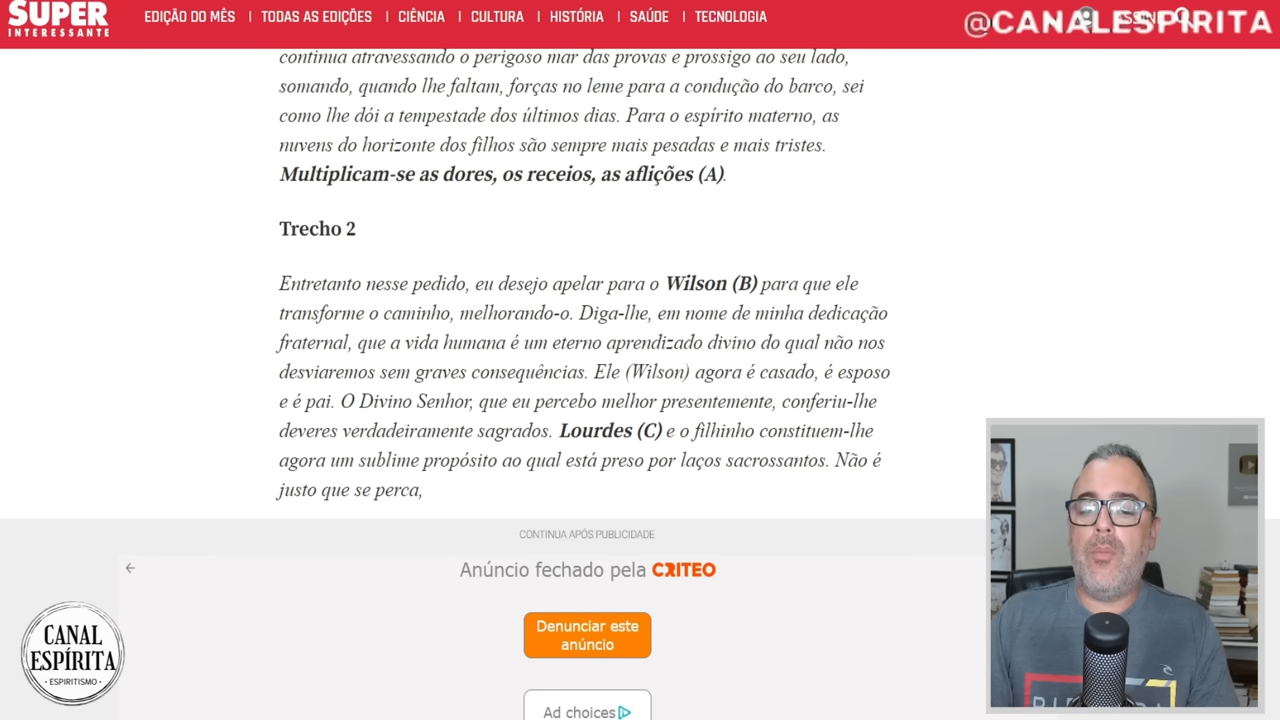 SUPER
INTERESSANTE
EDIÇÃO DO MÊS | TODAS AS EDIÇÕES | CIÊNCIA | CULTURA | HISTÓRIA | SAÚDE | TECNOLOGIA
@CANALESPÍRITA
continua atravessando o perigoso mar das provas e prossigo ao seu lado,
somando, quando lhe faltam, forças no leme para a condução do barco, sei
como lhe dói a tempestade dos últimos dias. Para o espírito materno, as
nuvens do horizonte dos filhos são sempre mais pesadas e mais tristes.
Multiplicam-se as dores, os receios, as aflições (A).
Trecho 2
Entretanto nesse pedido, eu desejo apelar para o Wilson (B) para que ele
transforme o caminho, melhorando-o. Diga-lhe, em nome de minha dedicação
fraternal, que a vida humana é um eterno aprendizado divino do qual não nos
desviaremos sem graves consequências. Ele (Wilson) agora é casado, é esposo
e é pai. O Divino Senhor, que eu percebo melhor presentemente, conferiu-lhe
deveres verdadeiramente sagrados. Lourdes (C) e o filhinho constituem-lhe
agora um sublime propósito ao qual está preso por laços sacrossantos. Não é
justo que se perca,
CONTINUA APÓS PUBLICIDADE
Anúncio fechado pela CRITEO
Denunciar este
anúncio
Ad choices
CANAL
ESPÍRITA
• ESPIRITISMO •